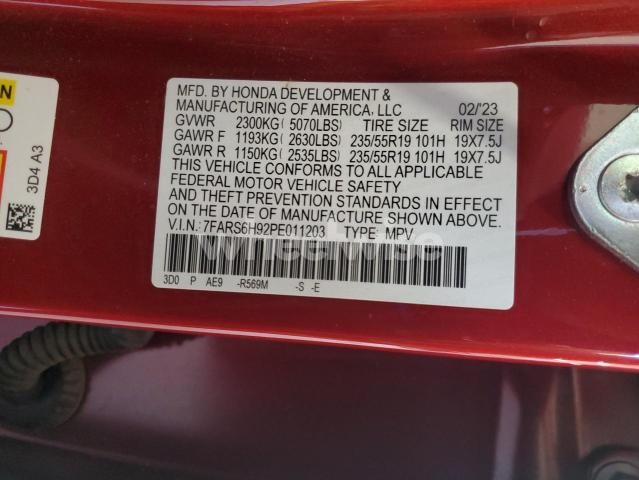 MFD. BY HONDA DEVELOPMENT &
MANUFACTURING OF AMERICA, LLC 02/'23
GVWR 2300KG( 5070LBS) TIRE SIZE RIM SIZE
GAWR F 1193KG( 2630LBS) 235/55R19 101H 19X7.5J
GAWR R 1150KG( 2535LBS) 235/55R19 101H 19X7.5J
THIS VEHICLE CONFORMS TO ALL APPLICABLE
FEDERAL MOTOR VEHICLE SAFETY
AND THEFT PREVENTION STANDARDS IN EFFECT
ON THE DATE OF MANUFACTURE SHOWN ABOVE.
V.I.N.: 7FARS6H92PE011203 TYPE: MPV
wheelwise
3D0 P AE9 -R569M -S -E
3D4 A3